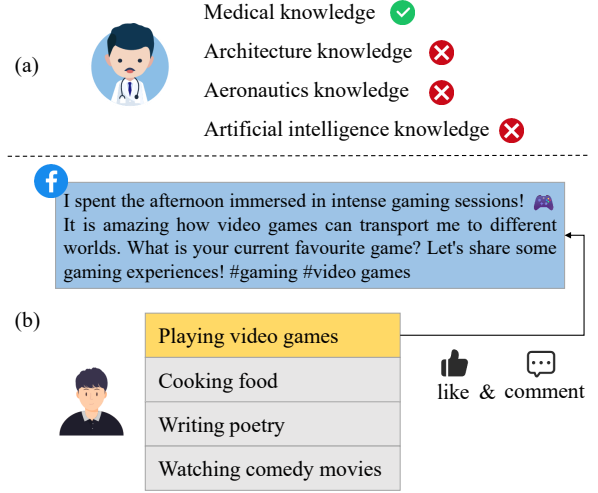 (a)
Medical knowledge
Architecture knowledge
Aeronautics knowledge
Artificial intelligence knowledge
I spent the afternoon immersed in intense gaming sessions!
It is amazing how video games can transport me to different
worlds. What is your current favourite game? Let's share some
gaming experiences! #gaming #video games
(b)
Playing video games
Cooking food
Writing poetry
Watching comedy movies
like & comment